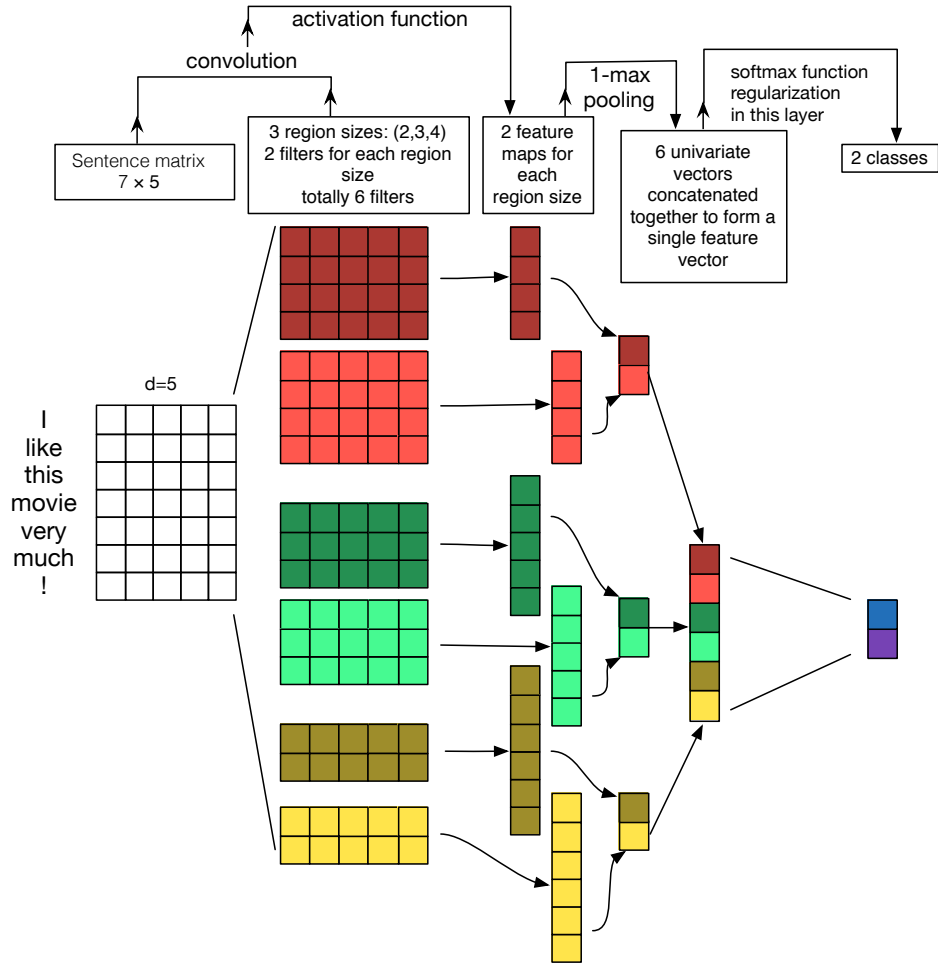 activation function
convolution
1-max
pooling
softmax function
regularization
in this layer
Sentence matrix
7 × 5
3 region sizes: (2,3,4)
2 filters for each region
size
totally 6 filters
2 feature
maps for
each
region size
6 univariate
vectors
concatenated
together to form a
single feature
vector
2 classes
d=5
I
like
this
movie
very
much
!